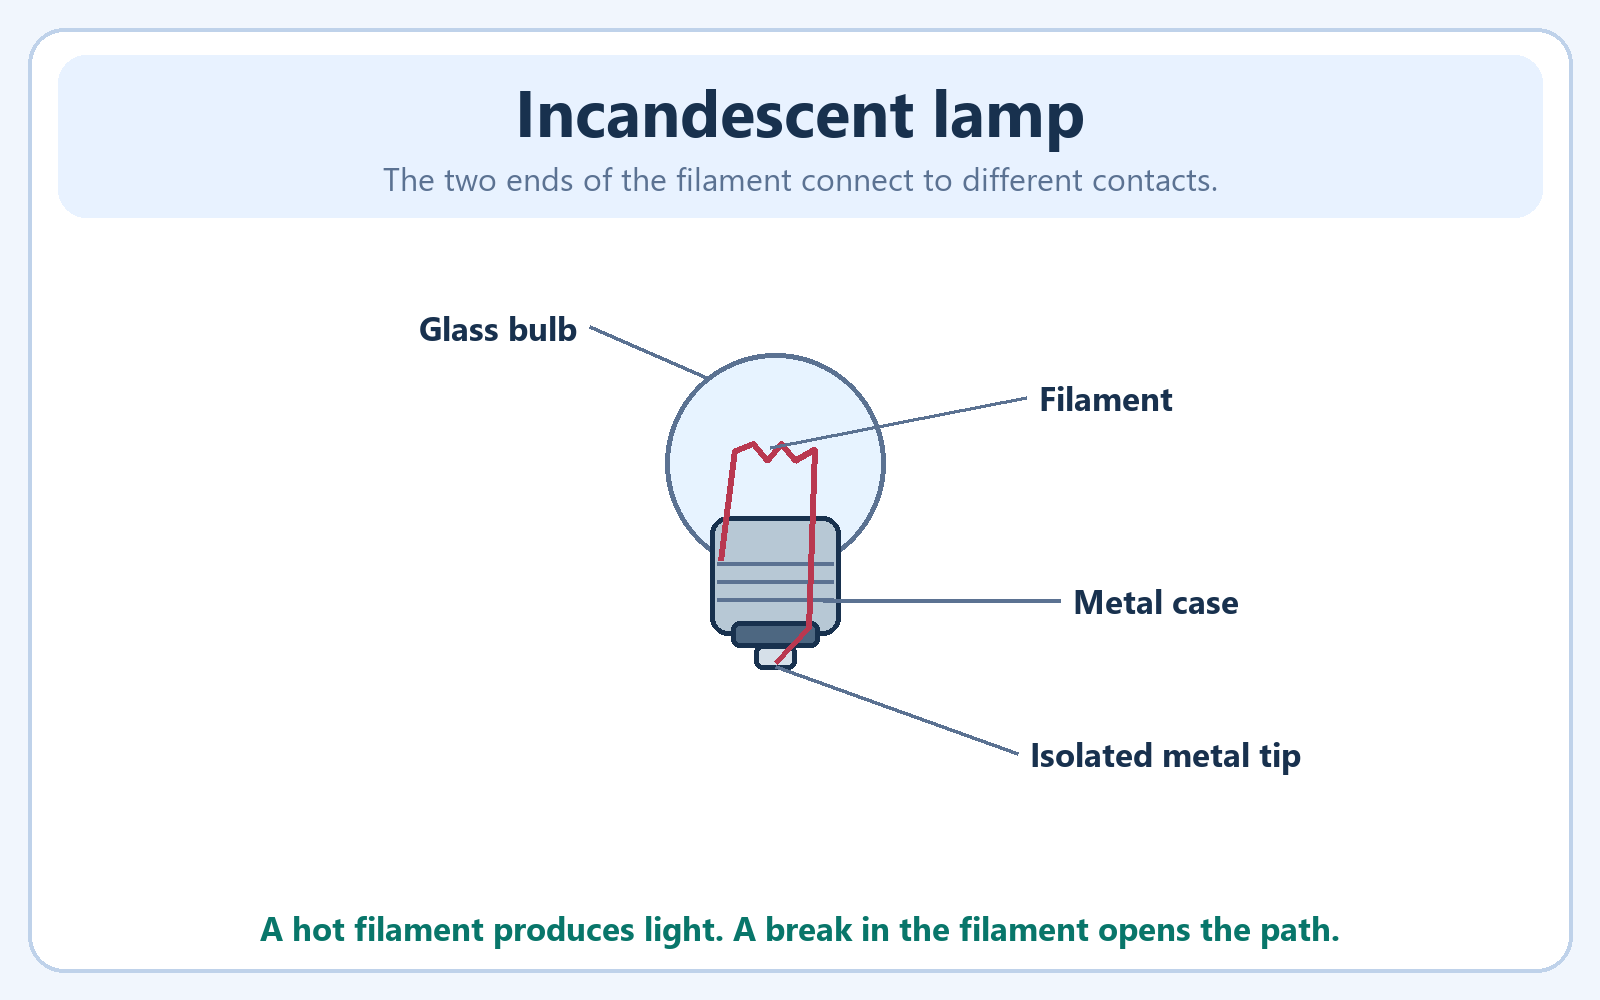 Incandescent lamp
The two ends of the filament connect to different contacts.
Glass bulb
Filament
Metal case
Isolated metal tip
A hot filament produces light. A break in the filament opens the path.